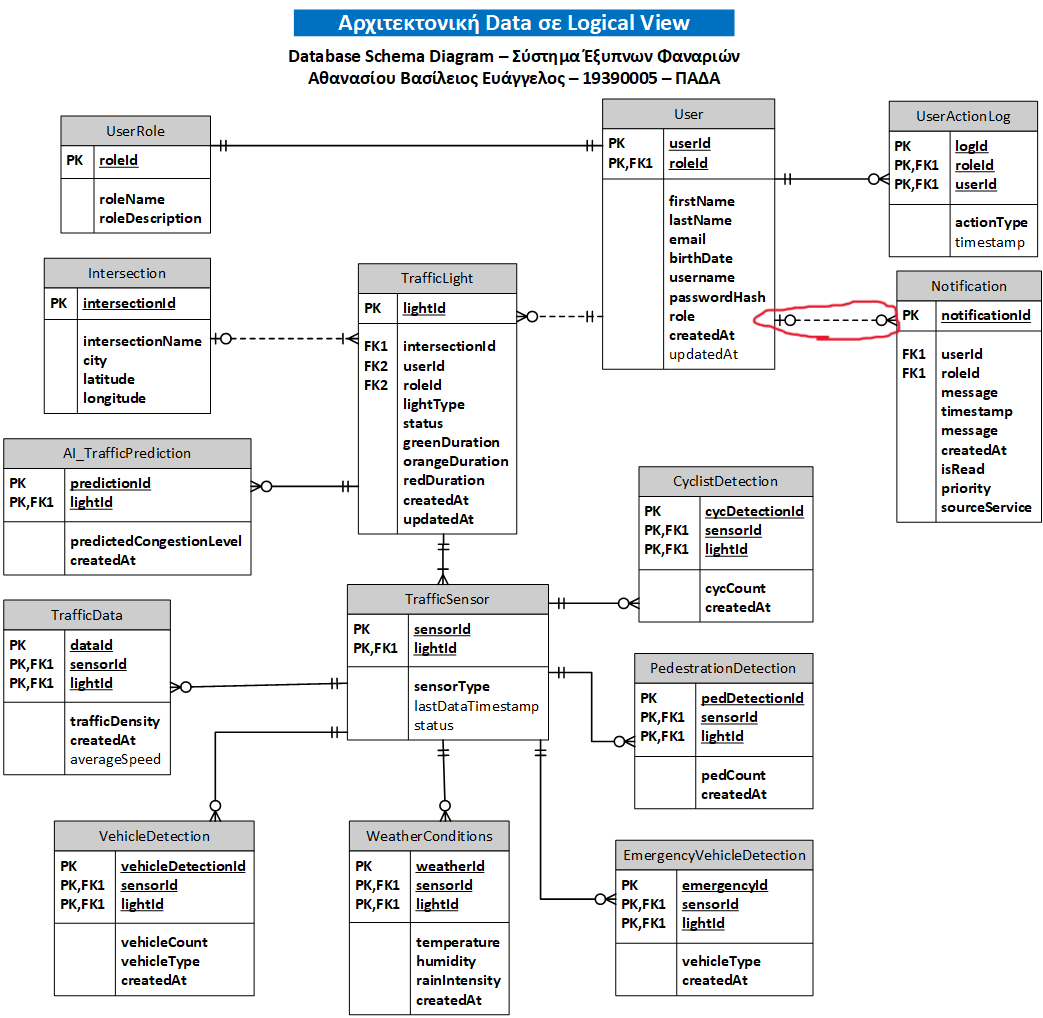 Αρχιτεκτονική Data σε Logical View
Database Schema Diagram – Σύστημα Έξυπνων Φαναριών
Αθανασίου Βασίλειος Ευάγγελος – 19390005 – ΠΑΔΑ
UserRole
PK roleId
roleName
roleDescription
User
PK userId
PK,FK1 roleId
firstName
lastName
email
birthDate
username
passwordHash
role
createdAt
updatedAt
UserActionLog
PK logId
PK,FK1 roleId
PK,FK1 userId
actionType
timestamp
Intersection
PK intersectionId
intersectionName
city
latitude
longitude
TrafficLight
PK lightId
FK1 intersectionId
FK2 userId
FK2 roleId
lightType
status
greenDuration
orangeDuration
redDuration
createdAt
updatedAt
Notification
PK notificationId
FK1 userId
FK1 roleId
message
timestamp
message
createdAt
isRead
priority
sourceService
AI_TrafficPrediction
PK predictionId
PK,FK1 lightId
predictedCongestionLevel
createdAt
CyclistDetection
PK cycDetectionId
PK,FK1 sensorId
PK,FK1 lightId
cycCount
createdAt
TrafficData
PK dataId
PK,FK1 sensorId
PK,FK1 lightId
trafficDensity
createdAt
averageSpeed
TrafficSensor
PK sensorId
PK,FK1 lightId
sensorType
lastDataTimestamp
status
PedestrationDetection
PK pedDetectionId
PK,FK1 sensorId
PK,FK1 lightId
pedCount
createdAt
VehicleDetection
PK vehicleDetectionId
PK,FK1 sensorId
PK,FK1 lightId
vehicleCount
vehicleType
createdAt
WeatherConditions
PK weatherId
PK,FK1 sensorId
PK,FK1 lightId
temperature
humidity
rainIntensity
createdAt
EmergencyVehicleDetection
PK emergencyId
PK,FK1 sensorId
PK,FK1 lightId
vehicleType
createdAt